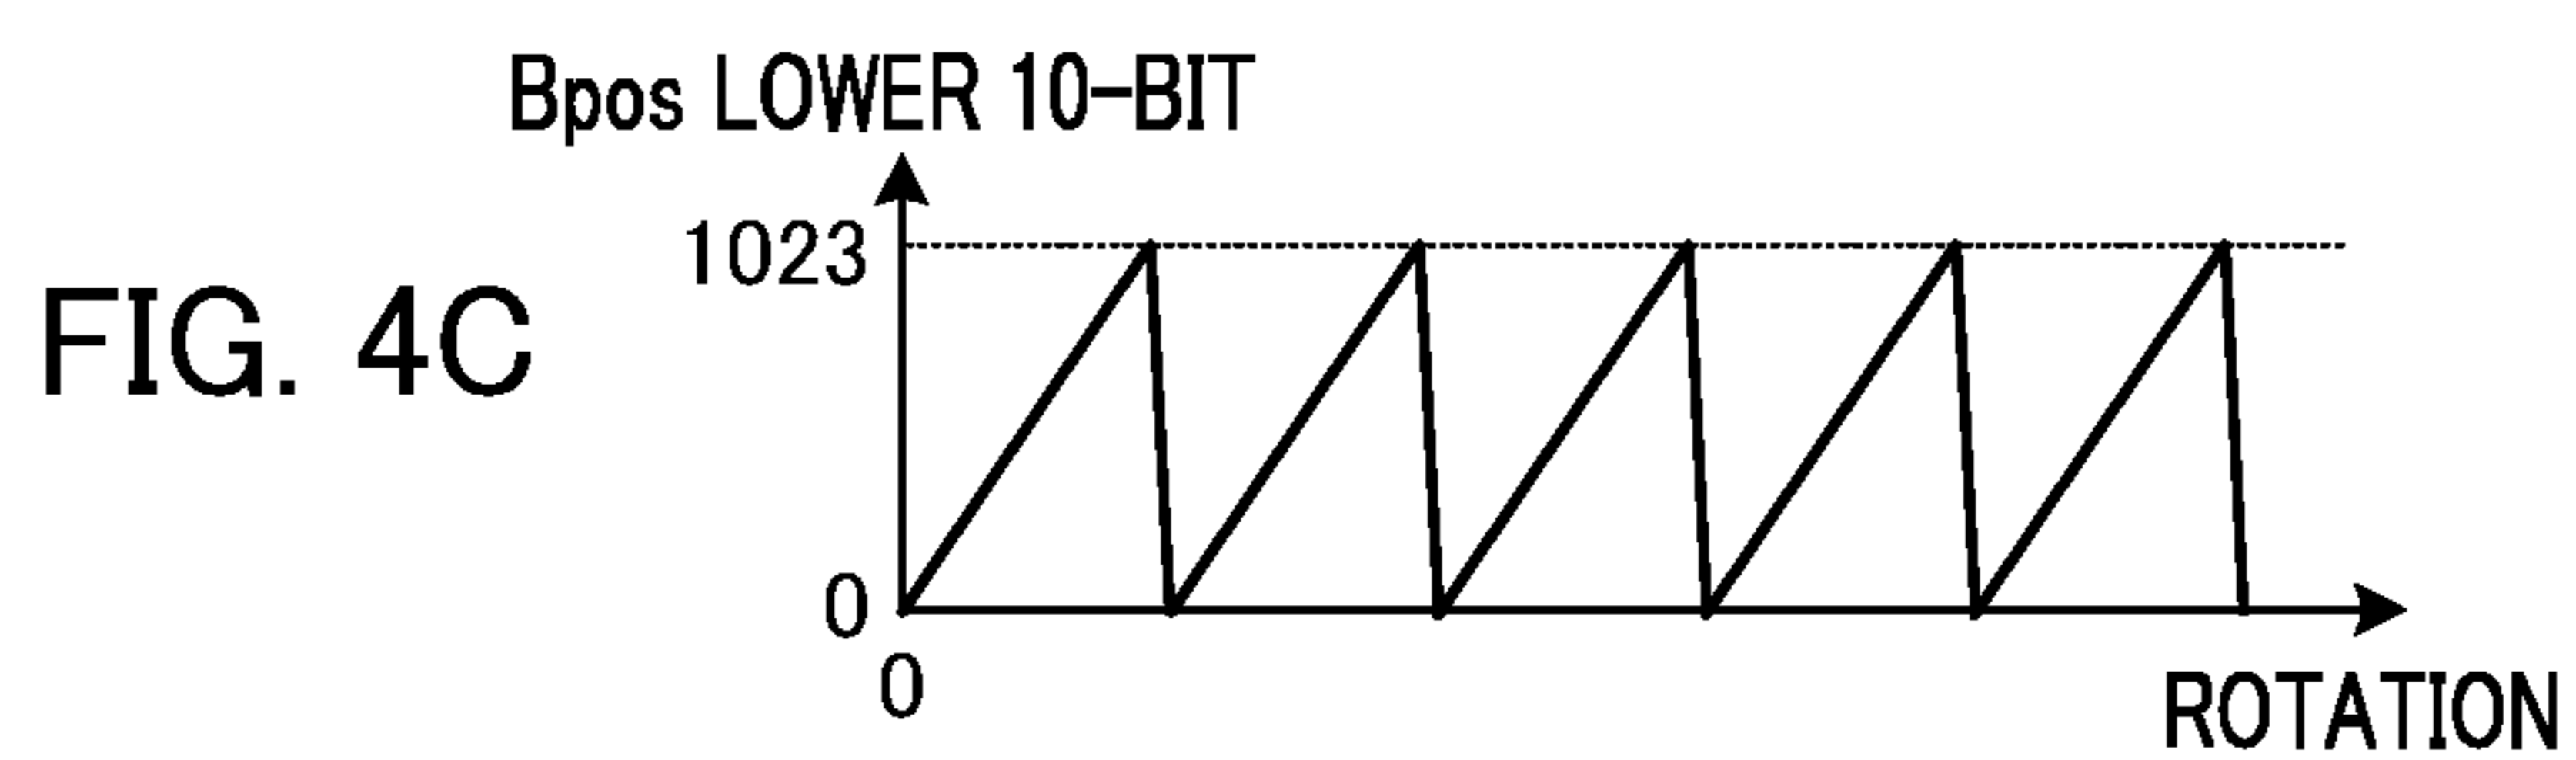 Bpos LOWER 10-BIT
1023
FIG. 4C
0
0
ROTATION